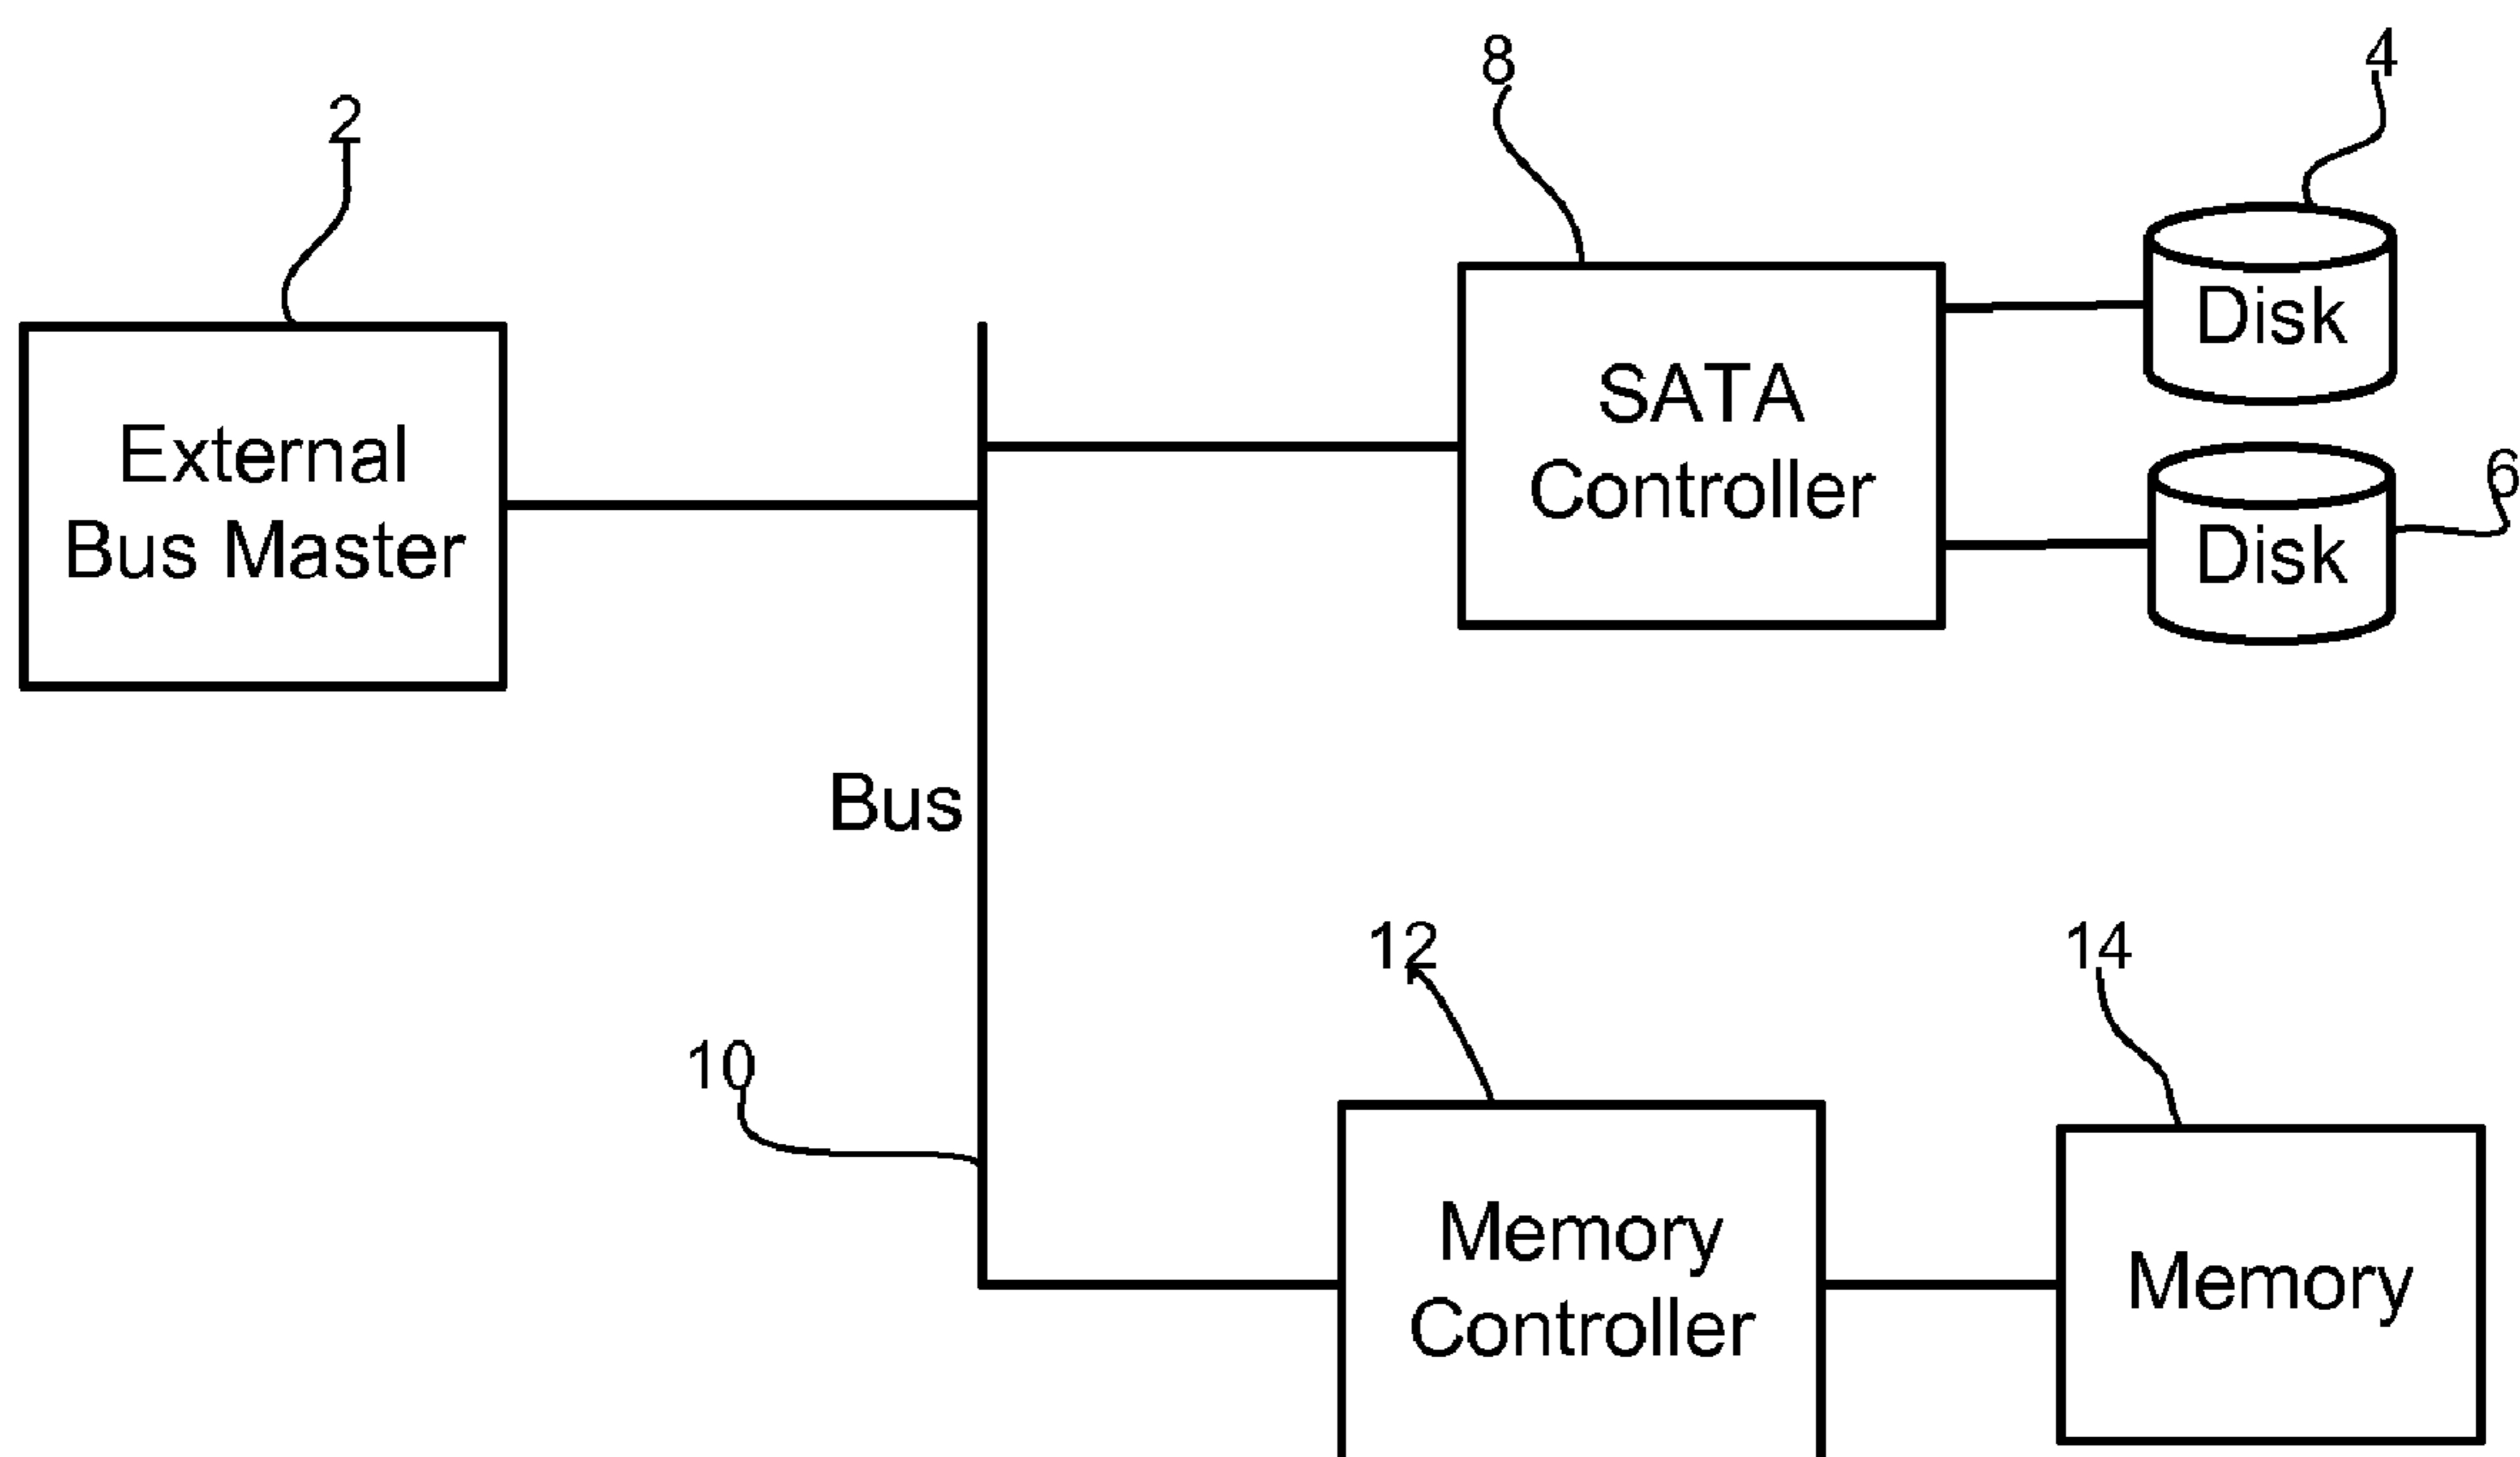 2
8
4
External
Bus Master
SATA
Controller
Disk
Disk
6
Bus
10
12
14
Memory
Controller
Memory